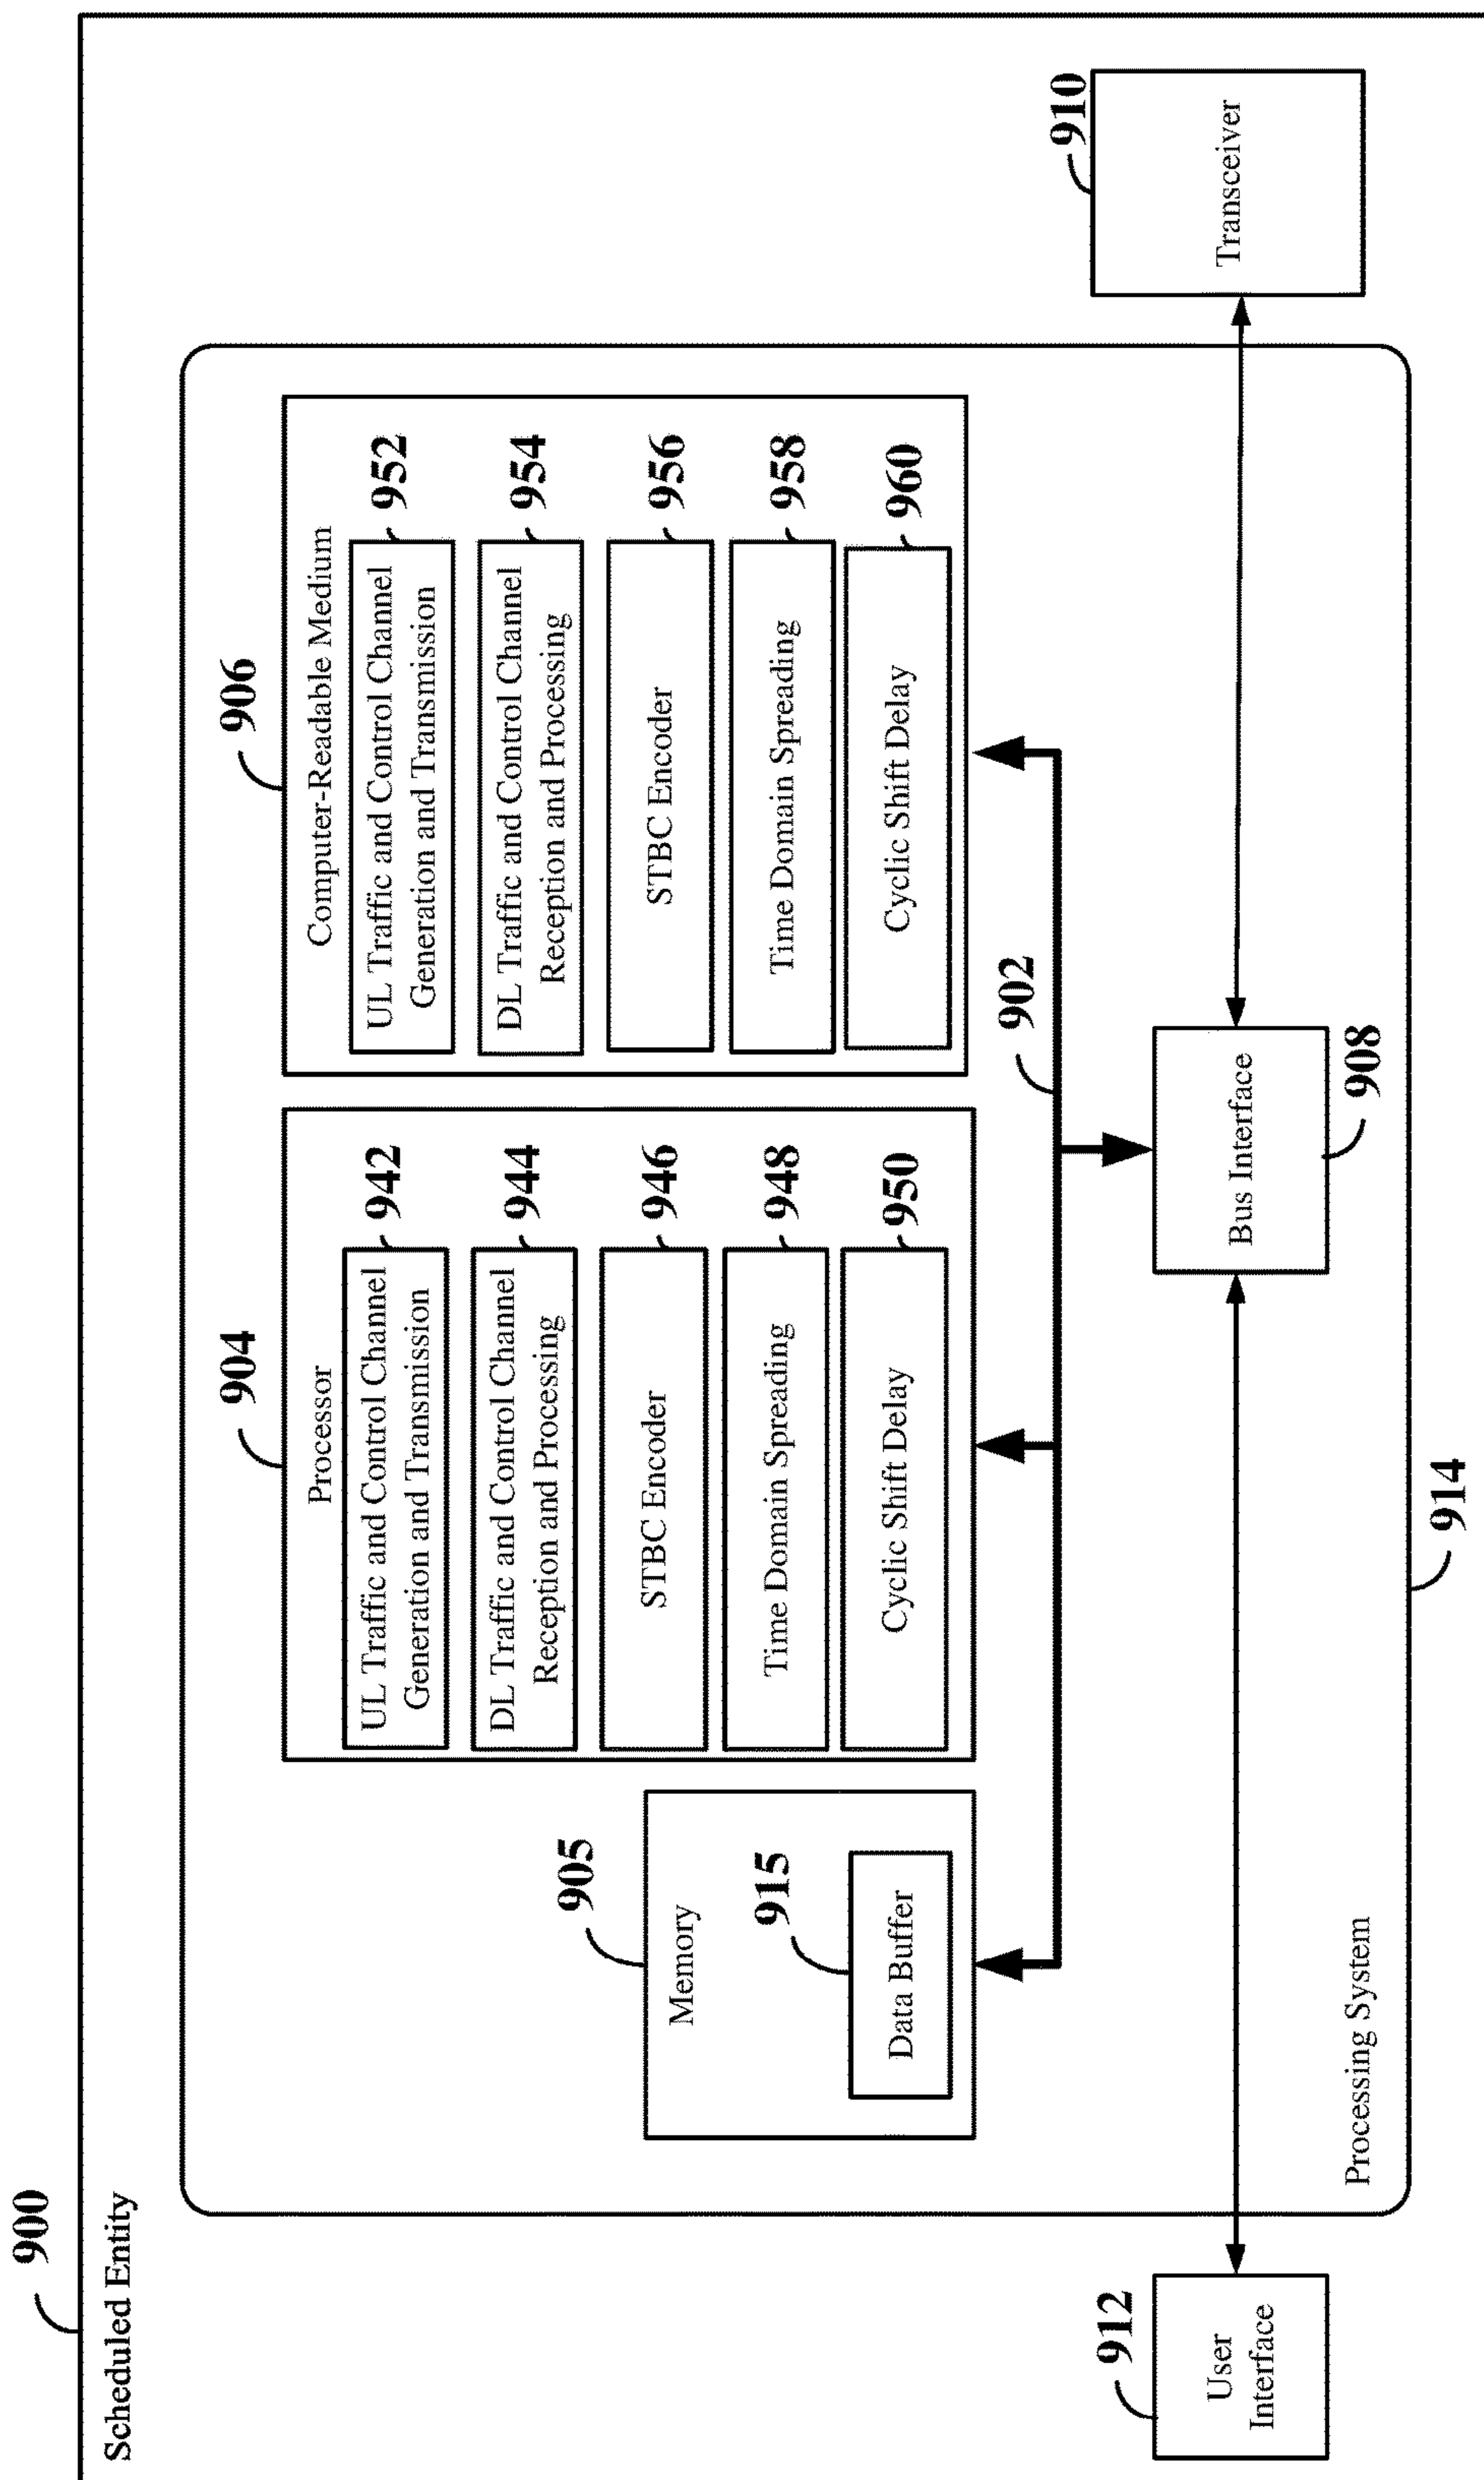 900
Scheduled Entity
904
Processor
UL Traffic and Control Channel
Generation and Transmission
942
DL Traffic and Control Channel
Reception and Processing
944
STBC Encoder
946
Time Domain Spreading
948
Cyclic Shift Delay
950
906
Computer-Readable Medium
UL Traffic and Control Channel
Generation and Transmission
952
DL Traffic and Control Channel
Reception and Processing
954
STBC Encoder
956
Time Domain Spreading
958
Cyclic Shift Delay
960
905
Memory
915
Data Buffer
902
912
User
Interface
Bus Interface
908
910
Transceiver
Processing System
914